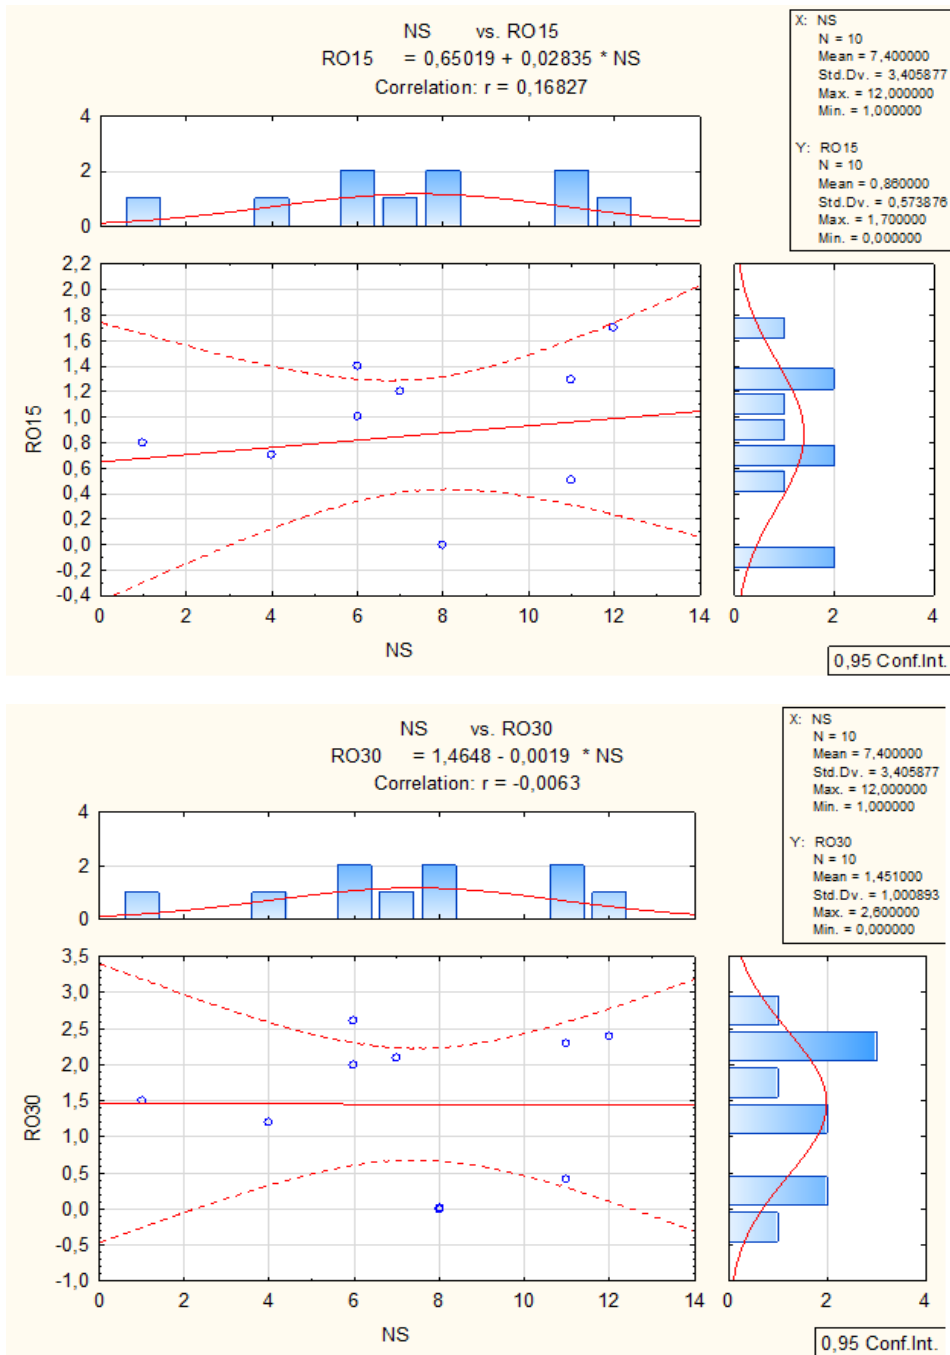 NS vs. RO15
RO15 = 0,65019 + 0,02835 * NS
Correlation: r = 0,16827
X: NS
N = 10
Mean = 7,400000
Std.Dv. = 3,405877
Max. = 12,000000
Min. = 1,000000
Y: RO15
N = 10
Mean = 0,860000
Std.Dv. = 0,573876
Max. = 1,700000
Min. = 0,000000
4
2
0
2,2
2,0
1,8
1,6
1,4
1,2
1,0
0,8
0,6
0,4
0,2
0,0
-0,2
-0,4
RO15
0 2 4 6 8 10 12 14
NS
0 2 4
0,95 Conf.Int.
NS vs. RO30
RO30 = 1,4648 - 0,0019 * NS
Correlation: r = -0,0063
X: NS
N = 10
Mean = 7,400000
Std.Dv. = 3,405877
Max. = 12,000000
Min. = 1,000000
Y: RO30
N = 10
Mean = 1,451000
Std.Dv. = 1,000893
Max. = 2,600000
Min. = 0,000000
4
2
0
3,5
3,0
2,5
2,0
1,5
1,0
0,5
0,0
-0,5
-1,0
RO30
0 2 4 6 8 10 12 14
NS
0 2 4
0,95 Conf.Int.